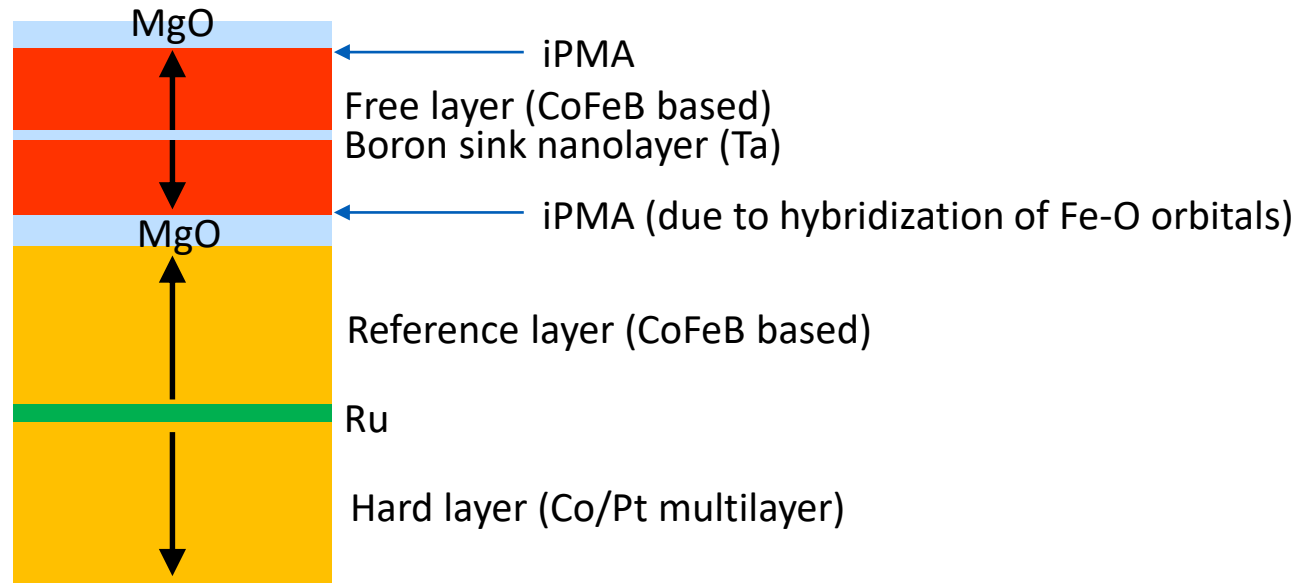 MgO
iPMA
Free layer (CoFeB based)
Boron sink nanolayer (Ta)
iPMA (due to hybridization of Fe-O orbitals)
MgO
Reference layer (CoFeB based)
Ru
Hard layer (Co/Pt multilayer)